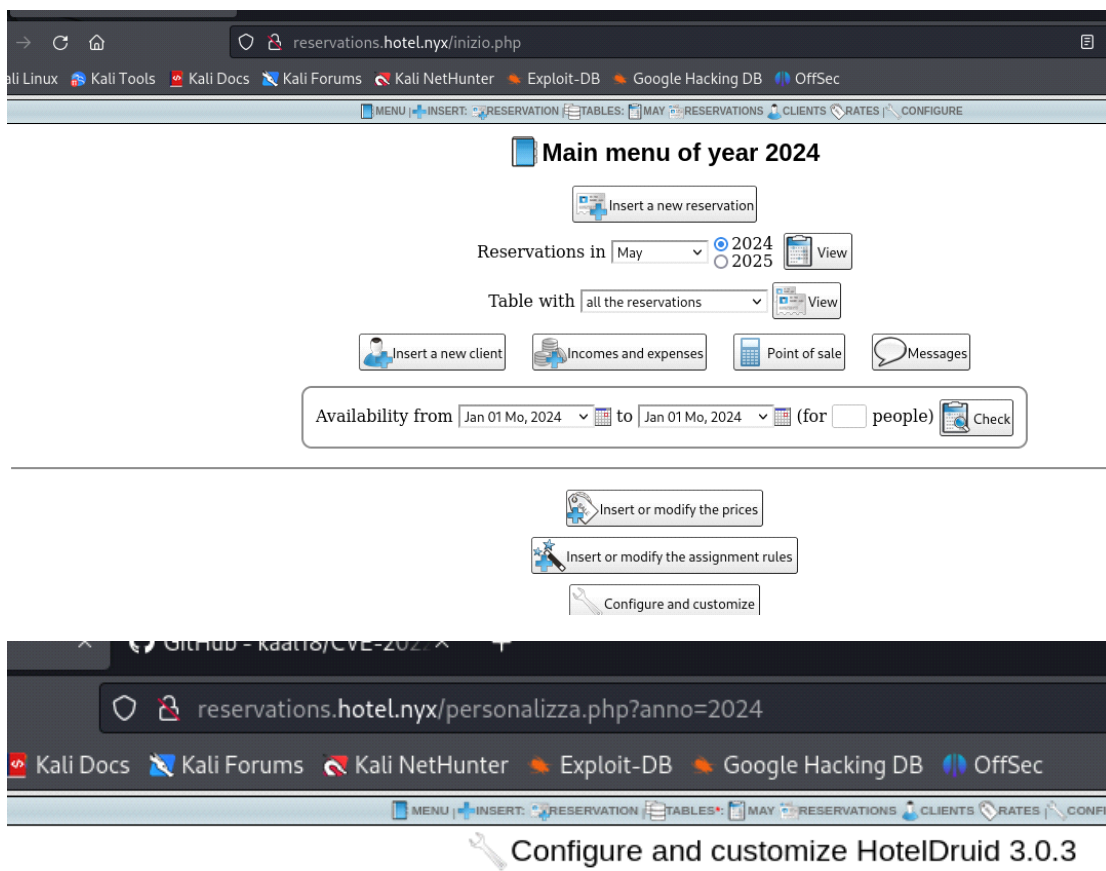 reservations.hotel.nyx/inizio.php
ali Linux Kali Tools Kali Docs Kali Forums Kali NetHunter Exploit-DB Google Hacking DB OffSec
MENU | INSERT: RESERVATION | TABLES: MAY RESERVATIONS CLIENTS RATES | CONFIGURE
Main menu of year 2024
Insert a new reservation
Reservations in May 2024 2025 View
Table with all the reservations View
Insert a new client Incomes and expenses Point of sale Messages
Availability from Jan 01 Mo, 2024 to Jan 01 Mo, 2024 (for people) Check
Insert or modify the prices
Insert or modify the assignment rules
Configure and customize
GitHub - kaal18/CVE-202
reservations.hotel.nyx/personalizza.php?anno=2024
Kali Docs Kali Forums Kali NetHunter Exploit-DB Google Hacking DB OffSec
MENU | INSERT: RESERVATION | TABLES*: MAY RESERVATIONS CLIENTS RATES | CONFI
Configure and customize HotelDruid 3.0.3